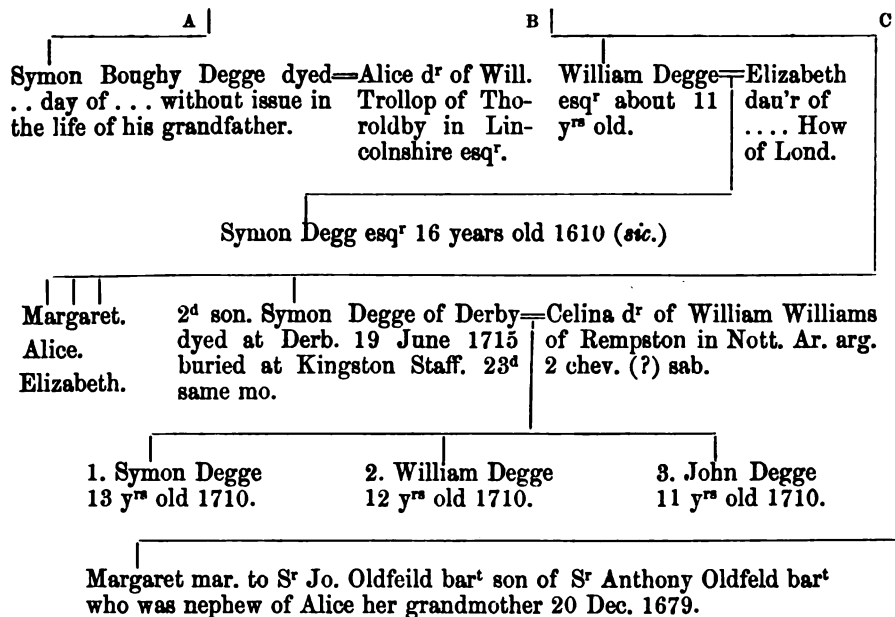 A B C
Symon Boughy Degge dyed=Alice dʳ of Will.
. . day of . . . without issue in Trollop of Tho-
the life of his grandfather. roldby in Lin-
colnshire esqʳ.
William Degge=Elizabeth
esqʳ about 11 dau'r of
yʳˢ old. . . . . How
of Lond.
Symon Degg esqʳ 16 years old 1610 (sic.)
Margaret.
Alice.
Elizabeth.
2ᵈ son. Symon Degge of Derby=Celina dʳ of William Williams
dyed at Derb. 19 June 1715 of Rempston in Nott. Ar. arg.
buried at Kingston Staff. 23ᵈ 2 chev. (?) sab.
same mo.
1. Symon Degge 2. William Degge 3. John Degge
13 yʳˢ old 1710. 12 yʳˢ old 1710. 11 yʳˢ old 1710.
Margaret mar. to Sʳ Jo. Oldfeild barᵗ son of Sʳ Anthony Oldfeld barᵗ
who was nephew of Alice her grandmother 20 Dec. 1679.